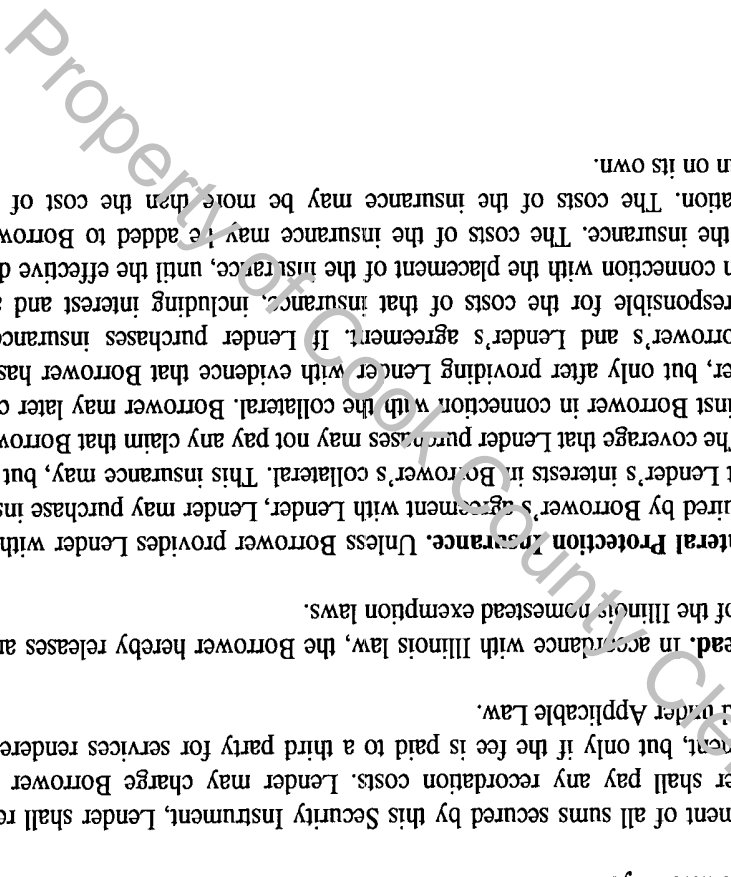 nent of all sums secured by this Security Instrument, Lender shall re
er shall pay any recordation costs. Lender may charge Borrower
nent, but only if the fee is paid to a third party for services rendere
d under Applicable Law.
ead. In accordance with Illinois law, the Borrower hereby releases ar
of the Illinois homestead exemption laws.
lateral Protection Insurance. Unless Borrower provides Lender with
uired by Borrower's agreement with Lender, Lender may purchase ins
t Lender's interests in Borrower's collateral. This insurance may, but
The coverage that Lender purchases may not pay any claim that Borrow
inst Borrower in connection with the collateral. Borrower may later c
er, but only after providing Lender with evidence that Borrower has
orrower's and Lender's agreement. If Lender purchases insurance
responsible for the costs of that insurance, including interest and
n connection with the placement of the insurance, until the effective d
the insurance. The costs of the insurance may be added to Borrow
ation. The costs of the insurance may be more than the cost of
n on its own.
Property of Cook County Cle